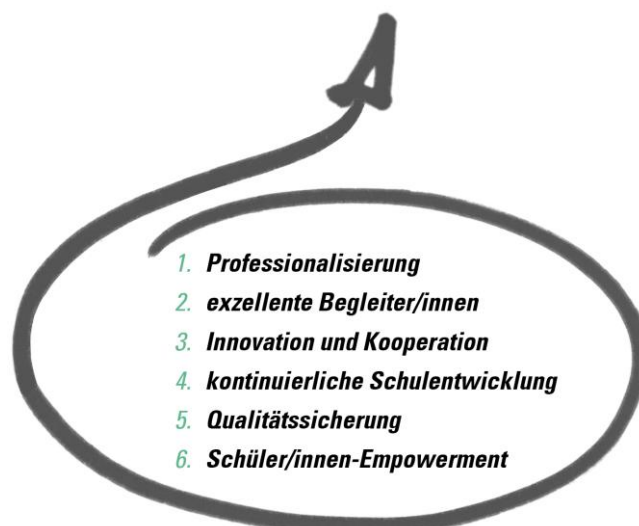 1. Professionalisierung
2. exzellente Begleiter/innen
3. Innovation und Kooperation
4. kontinuierliche Schulentwicklung
5. Qualitätssicherung
6. Schüler/innen-Empowerment